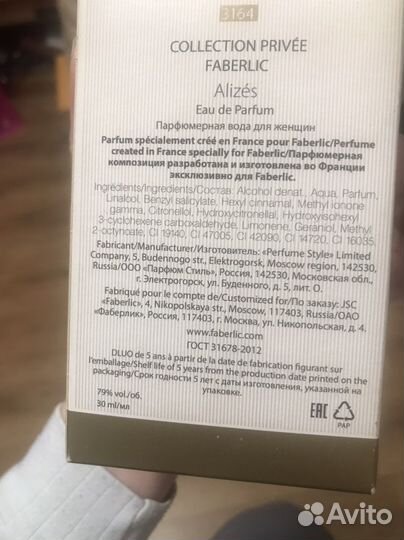 3164
COLLECTION PRIVÉE
FABERLIC
Alizés
Eau de Parfum
Парфюмерная вода для женщин
Parfum spécialement créé en France pour Faberlic/Perfume
created in France specially for Faberlic/Парфюмерная
композиция разработана и изготовлена во Франции
эксклюзивно для Faberlic.
Ingrédients/Ingredients/Состав: Alcohol denat., Aqua, Parfum,
Linalool, Benzyl salicylate, Hexyl cinnamal, Methyl ionone
gamma, Citronellol, Hydroxycitronellal, Hydroxyisohexyl
3-cyclohexene carboxaldehyde, Limonene, Geraniol, Methyl
2-octynoate, CI 19140, CI 47005, CI 42090, CI 14720, CI 16035.
Fabricant/Manufacturer/Изготовитель: «Perfume Style» Limited
Company, 5, Budennogo str., Elektrogorsk, Moscow region, 142530,
Russia/ООО «Парфюм Стиль», Россия, 142530, Московская обл.,
г. Электрогорск, ул. Буденного, д. 5, лит. О.
Fabriqué pour le compte de/Customized for/По заказу: JSC
«Faberlic», 4, Nikopolskaya str., Moscow, 117403, Russia/ОАО
«Фаберлик», Россия, 117403, г. Москва, ул. Никопольская, д. 4.
www.faberlic.com
ГОСТ 31678-2012
DLUO de 5 ans à partir de la date de fabrication figurant sur
l'emballage/Shelf life of 5 years from the production date printed on the
packaging/Срок годности 5 лет с даты изготовления, указанной на
упаковке.
79% vol./об.
30 ml/мл
EAC
PAP
Avito